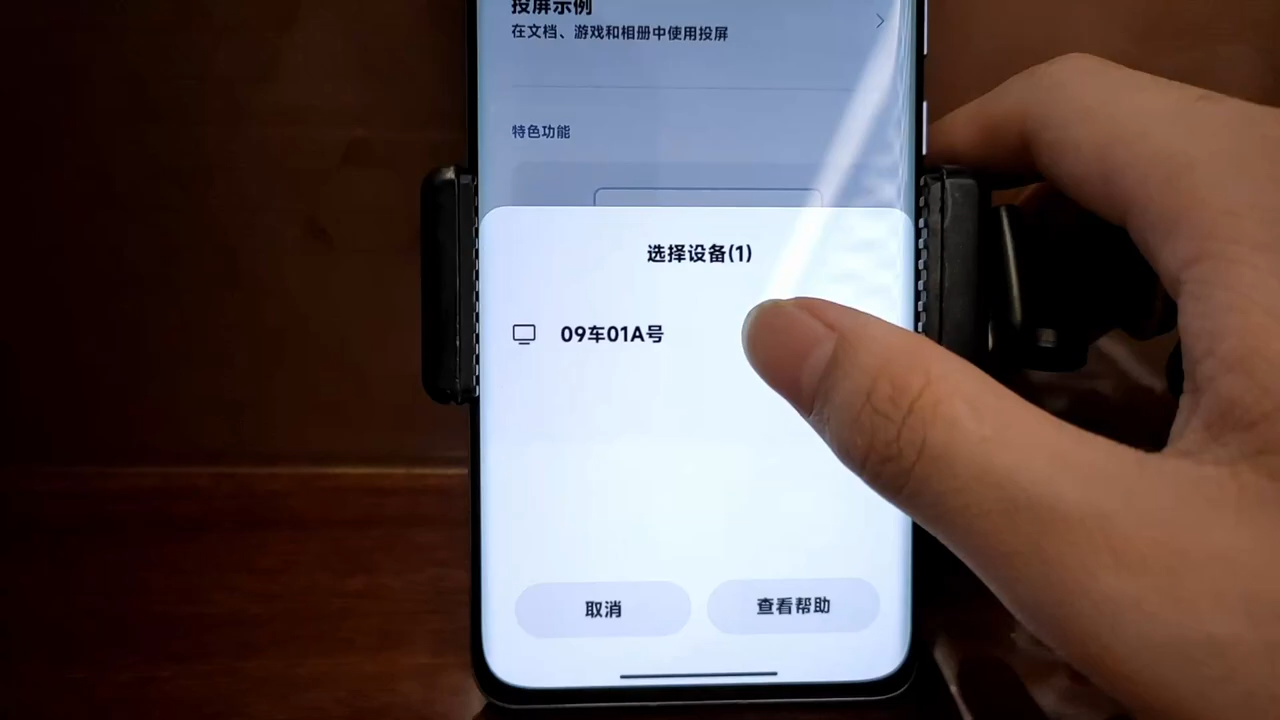 投屏示例
在文档、游戏和相册中使用投屏
特色功能
选择设备(1)
09车01A号
取消
查看帮助